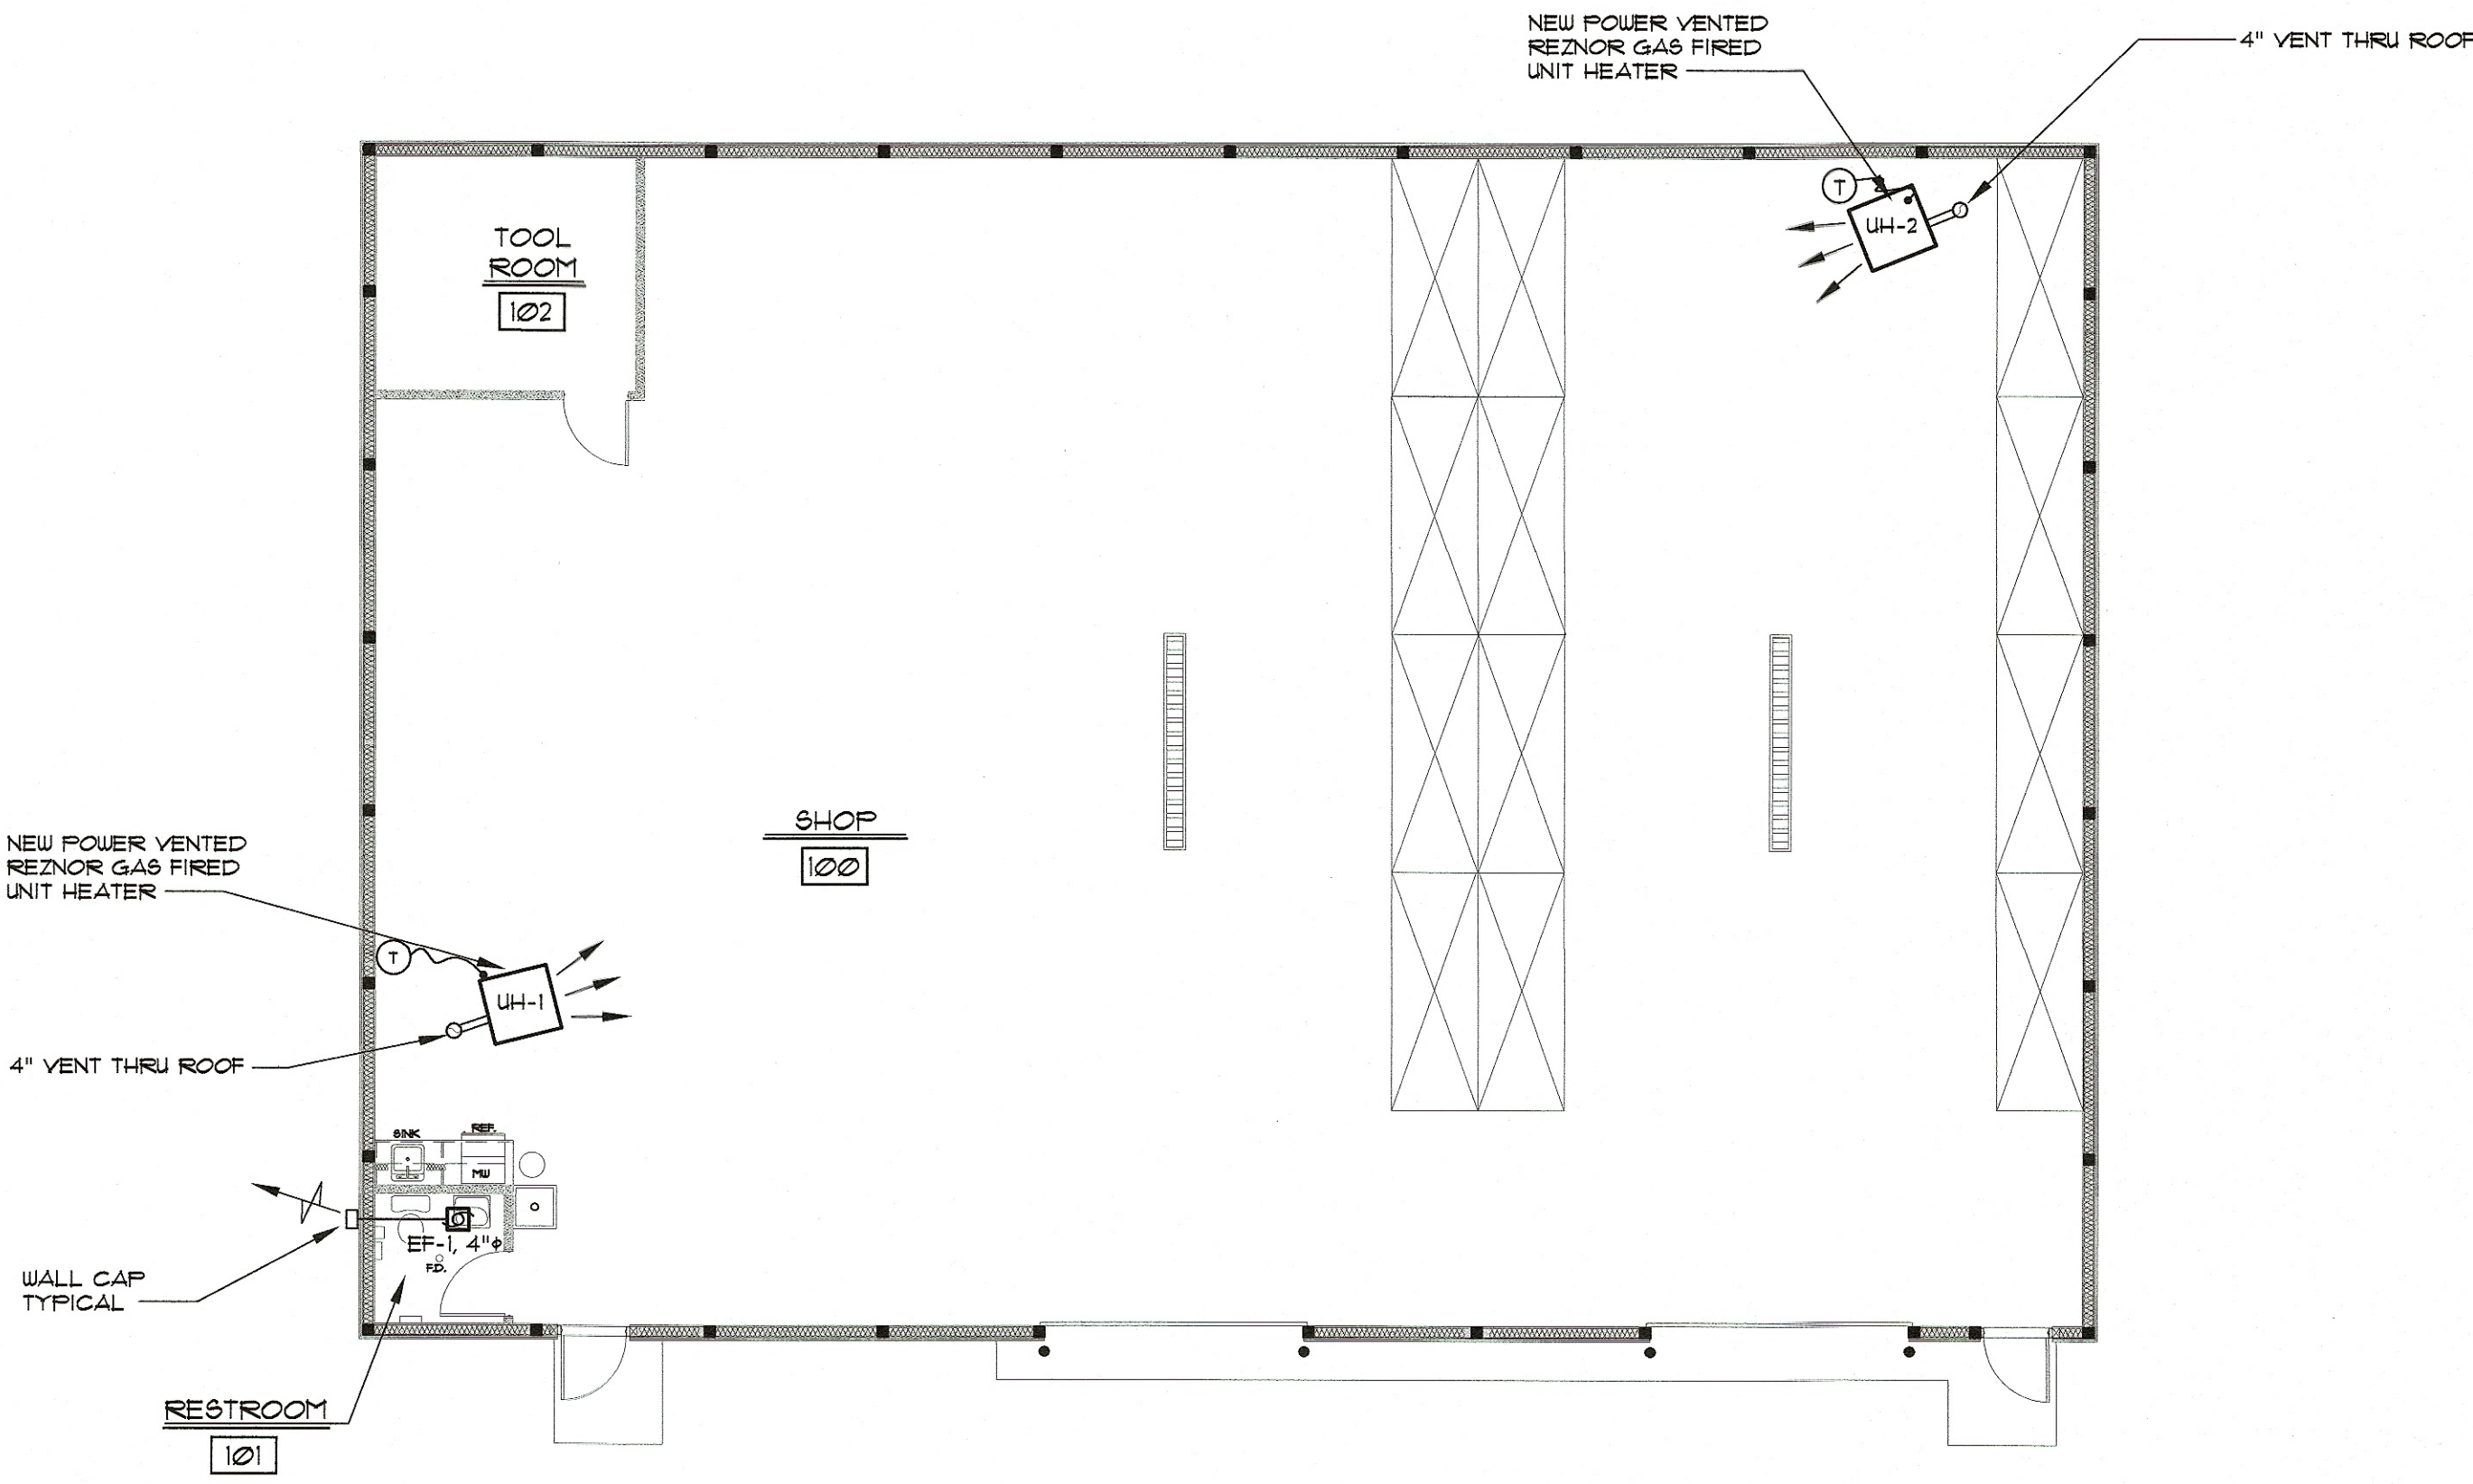 NEW POWER VENTED
REZNOR GAS FIRED
UNIT HEATER
4" VENT THRU ROOF
T
UH-2
TOOL
ROOM
102
SHOP
100
NEW POWER VENTED
REZNOR GAS FIRED
UNIT HEATER
T
UH-1
4" VENT THRU ROOF
SINK
REF.
MW
EF-1, 4"ϕ
F.D.
WALL CAP
TYPICAL
RESTROOM
101